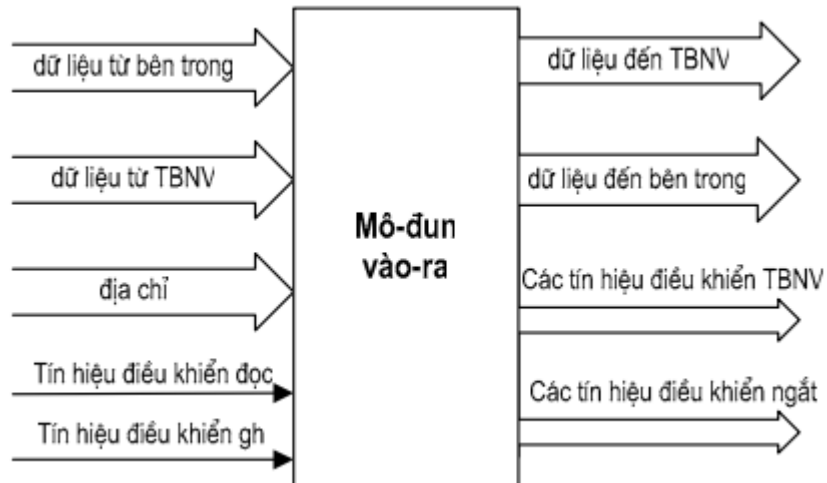 dữ liệu từ bên trong
dữ liệu từ TBNV
địa chỉ
Tín hiệu điều khiển đọc
Tín hiệu điều khiển gh
Mô-đun
vào-ra
dữ liệu đến TBNV
dữ liệu đến bên trong
Các tín hiệu điều khiển TBNV
Các tín hiệu điều khiển ngắt